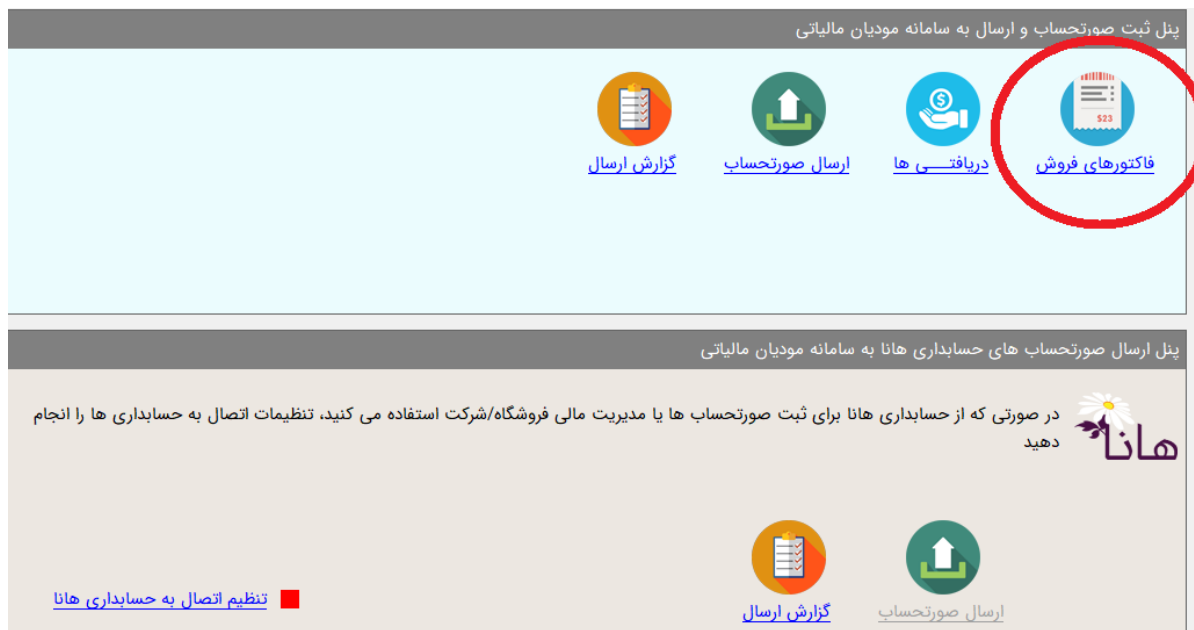 پنل ثبت صورتحساب و ارسال به سامانه مودیان مالیاتی
$23
$
فاکتورهای فروش
دریافتـــی ها
ارسال صورتحساب
گزارش ارسال
پنل ارسال صورتحساب های حسابداری هانا به سامانه مودیان مالیاتی
هانا
در صورتی که از حسابداری هانا برای ثبت صورتحساب ها یا مدیریت مالی فروشگاه/شرکت استفاده می کنید، تنظیمات اتصال به حسابداری ها را انجام
دهید
ارسال صورتحساب
گزارش ارسال
تنظیم اتصال به حسابداری هانا